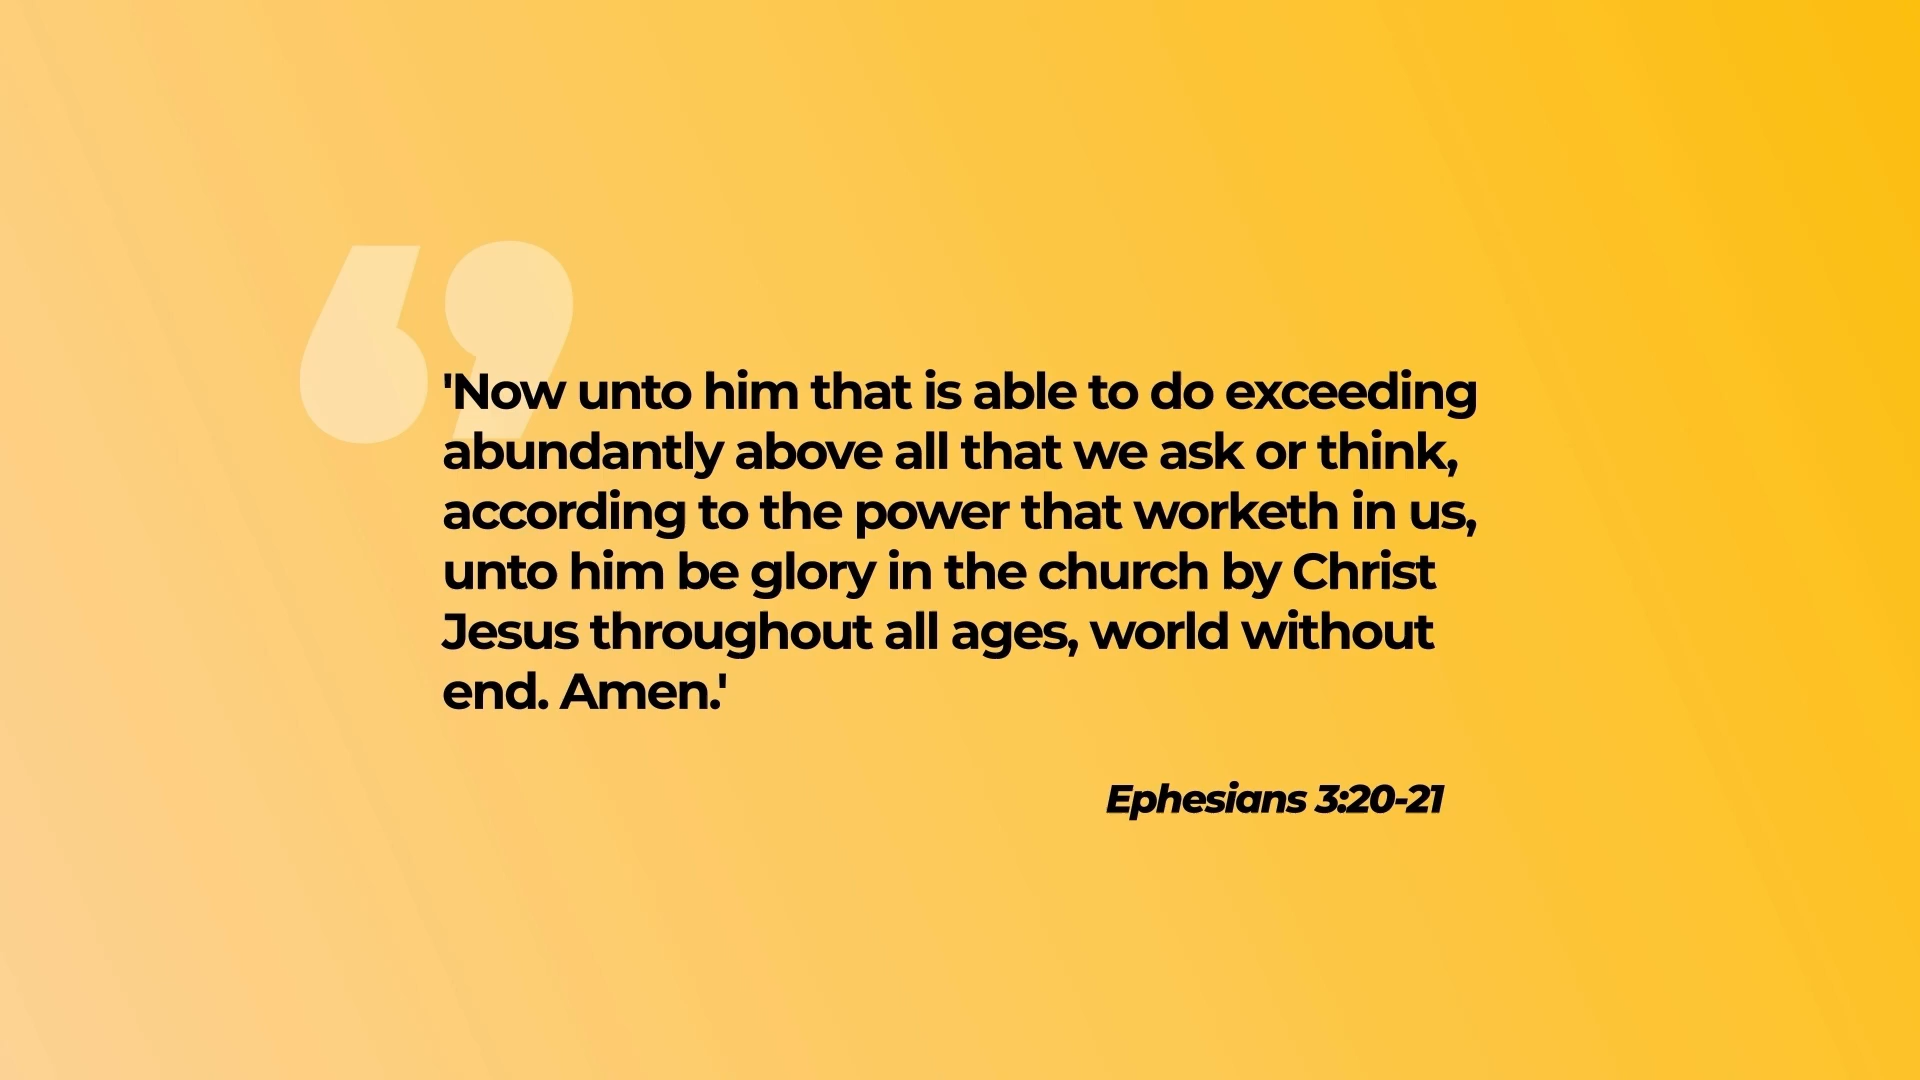 'Now unto him that is able to do exceeding
abundantly above all that we ask or think,
according to the power that worketh in us,
unto him be glory in the church by Christ
Jesus throughout all ages, world without
end. Amen.'
Ephesians 3:20-21